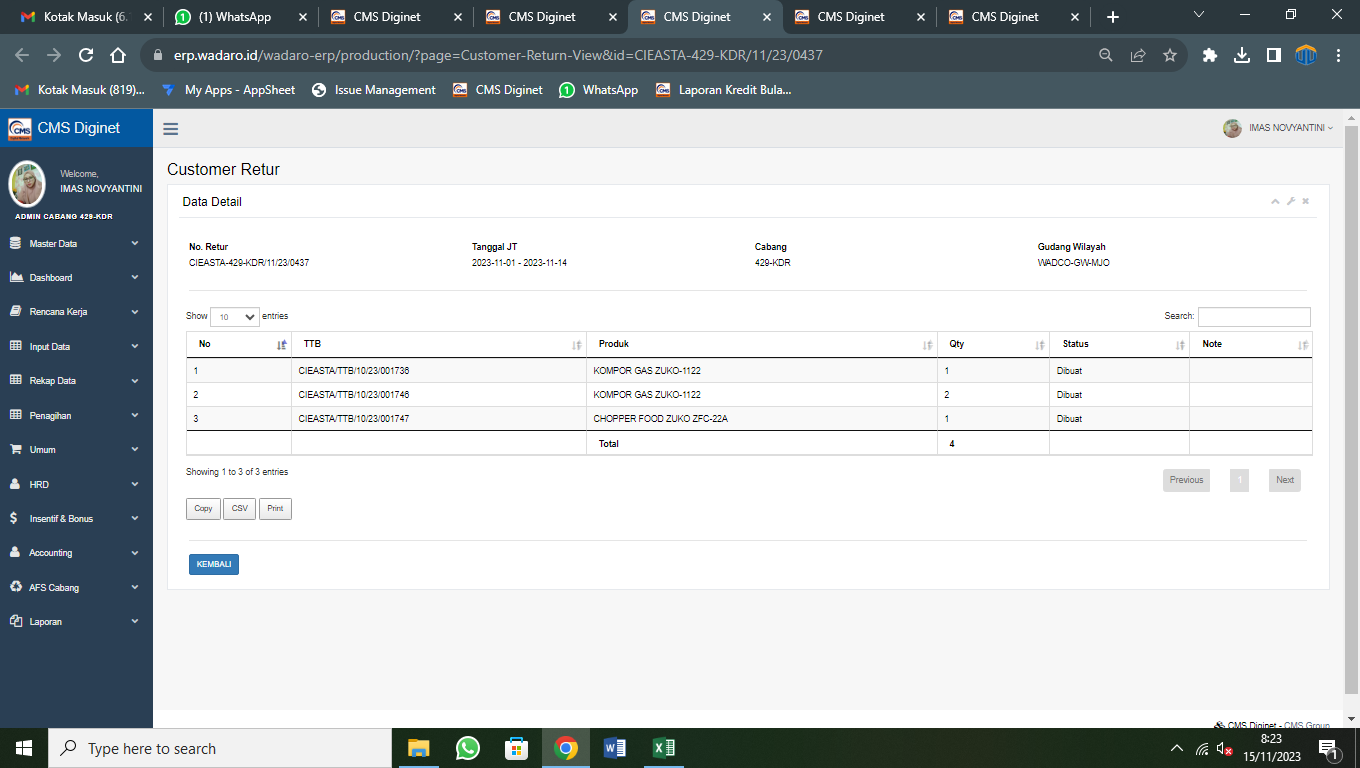 Kotak Masuk (6.
(1) WhatsApp
CMS Diginet
CMS Diginet
CMS Diginet
CMS Diginet
CMS Diginet
erp.wadaro.id/wadaro-erp/production/?page=Customer-Return-View&id=CIEASTA-429-KDR/11/23/0437
Kotak Masuk (819)...
My Apps - AppSheet
Issue Management
CMS Diginet
WhatsApp
Laporan Kredit Bula...
CMS Diginet
IMAS NOVYANTINI
Welcome,
IMAS NOVYANTINI
ADMIN CABANG 429-KDR
Master Data
Dashboard
Rencana Kerja
Input Data
Rekap Data
Penagihan
Umum
HRD
Insentif & Bonus
Accounting
AFS Cabang
Laporan
Customer Retur
Data Detail
No. Retur Tanggal JT Cabang Gudang Wilayah
CIEASTA-429-KDR/11/23/0437 2023-11-01 - 2023-11-14 429-KDR WADCO-GW-MJO
Show 10 entries Search:
No TTB Produk Qty Status Note
1 CIEASTA/TTB/10/23/001736 KOMPOR GAS ZUKO-1122 1 Dibuat
2 CIEASTA/TTB/10/23/001746 KOMPOR GAS ZUKO-1122 2 Dibuat
3 CIEASTA/TTB/10/23/001747 CHOPPER FOOD ZUKO ZFC-22A 1 Dibuat
Total 4
Showing 1 to 3 of 3 entries
Previous 1 Next
Copy CSV Print
KEMBALI
CMS Diginet - CMS Group
Type here to search
8:23
15/11/2023
1